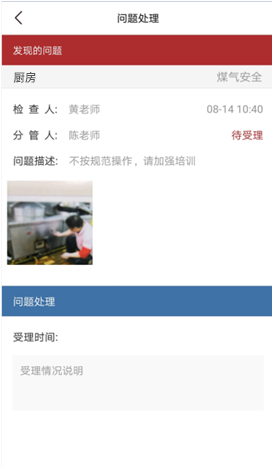 问题处理
发现的问题
厨房 煤气安全
检 查 人： 黄老师 08-14 10:40
分 管 人： 陈老师 待受理
问题描述： 不按规范操作，请加强培训
问题处理
受理时间：
受理情况说明